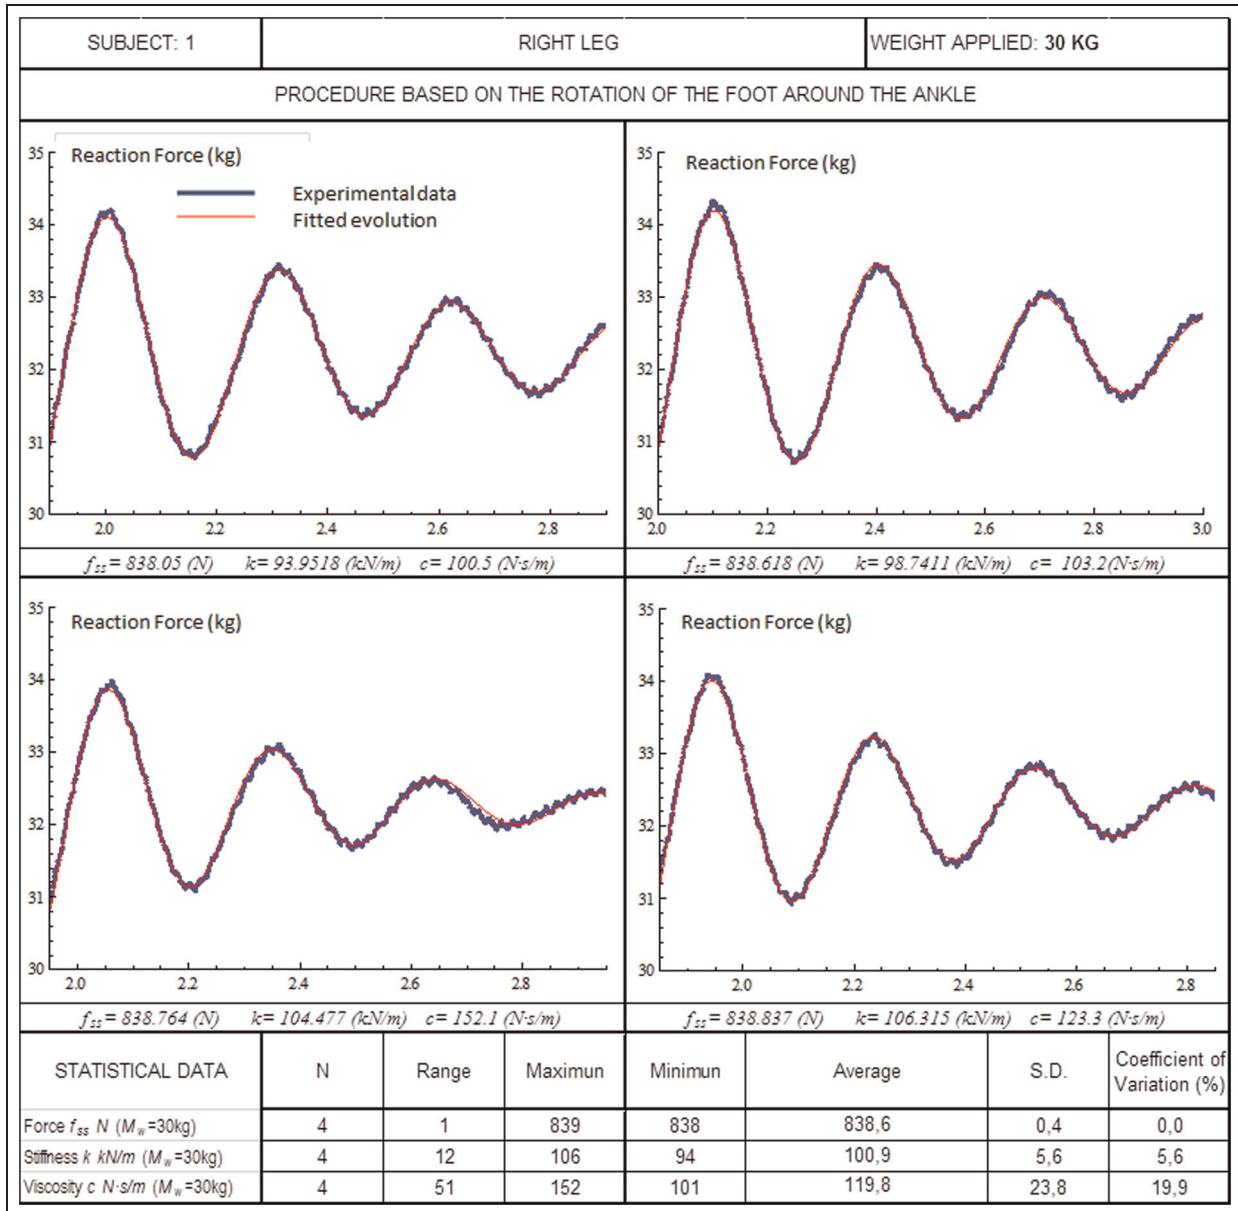 SUBJECT: 1 RIGHT LEG WEIGHT APPLIED: 30 KG
PROCEDURE BASED ON THE ROTATION OF THE FOOT AROUND THE ANKLE
Reaction Force (kg)
Experimental data
Fitted evolution
35
34
33
32
31
30
2.0 2.2 2.4 2.6 2.8
f ss = 838.05 (N) k= 93.9518 (kN/m) c= 100.5 (N·s/m)
Reaction Force (kg)
35
34
33
32
31
30
2.0 2.2 2.4 2.6 2.8 3.0
f ss = 838.618 (N) k= 98.7411 (kN/m) c= 103.2(N·s/m)
Reaction Force (kg)
35
34
33
32
31
30
2.0 2.2 2.4 2.6 2.8
f ss = 838.764 (N) k= 104.477 (kN/m) c= 152.1 (N·s/m)
Reaction Force (kg)
35
34
33
32
31
30
2.0 2.2 2.4 2.6 2.8
f ss = 838.837 (N) k= 106.315 (kN/m) c= 123.3 (N·s/m)
STATISTICAL DATA N Range Maximun Minimun Average S.D. Coefficient of Variation (%)
Force f ss N (M w =30kg) 4 1 839 838 838,6 0,4 0,0
Stiffness k kN/m (M w =30kg) 4 12 106 94 100,9 5,6 5,6
Viscosity c N·s/m (M w =30kg) 4 51 152 101 119,8 23,8 19,9